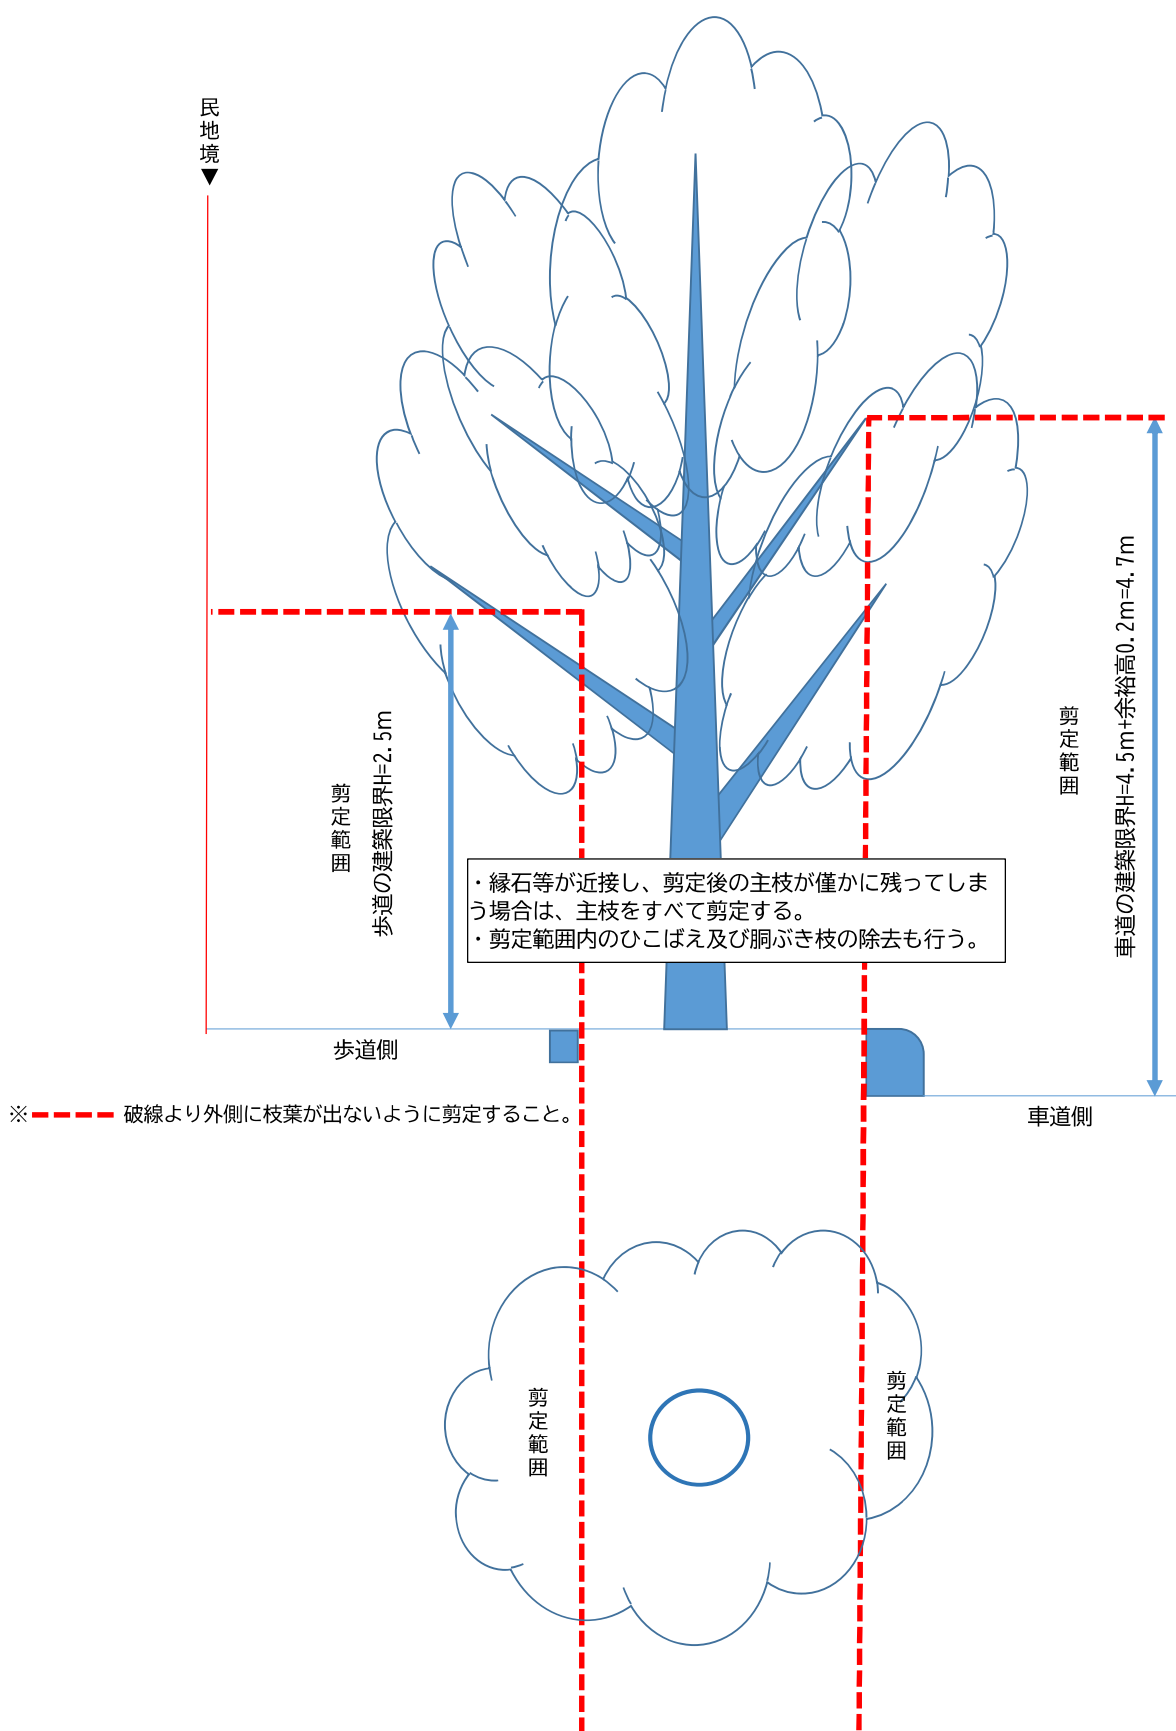 民地境▼
剪定範囲
歩道の建築限界H=2.5m
剪定範囲
車道の建築限界H=4.5m+余裕高0.2m=4.7m
・縁石等が近接し、剪定後の主枝が僅かに残ってしま
う場合は、主枝をすべて剪定する。
・剪定範囲内のひこばえ及び胴ぶき枝の除去も行う。
歩道側
車道側
※ 破線より外側に枝葉が出ないように剪定すること。
剪定範囲
剪定範囲